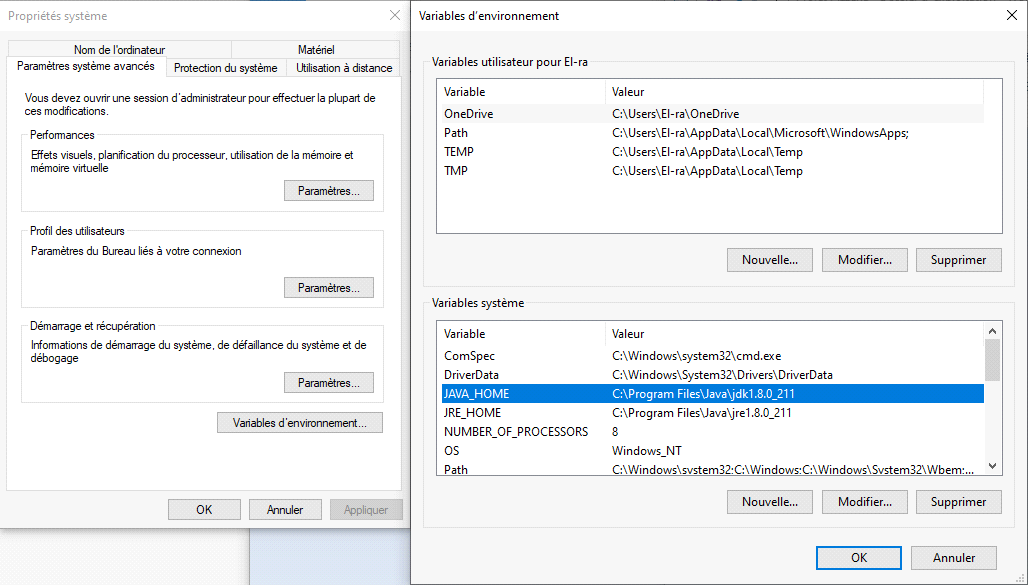 Propriétés système
Nom de l'ordinateur
Matériel
Paramètres système avancés
Protection du système
Utilisation à distance
Vous devez ouvrir une session d'administrateur pour effectuer la plupart de
ces modifications.
Performances
Effets visuels, planification du processeur, utilisation de la mémoire et
mémoire virtuelle
Paramètres...
Profil des utilisateurs
Paramètres du Bureau liés à votre connexion
Paramètres...
Démarrage et récupération
Informations de démarrage du système, de défaillance du système et de
débogage
Paramètres...
Variables d'environnement...
OK
Annuler
Appliquer
Variables d'environnement
Variables utilisateur pour El-ra
Variable Valeur
OneDrive C:\Users\El-ra\OneDrive
Path C:\Users\El-ra\AppData\Local\Microsoft\WindowsApps;
TEMP C:\Users\El-ra\AppData\Local\Temp
TMP C:\Users\El-ra\AppData\Local\Temp
Nouvelle...
Modifier...
Supprimer
Variables système
Variable Valeur
ComSpec C:\Windows\system32\cmd.exe
DriverData C:\Windows\System32\Drivers\DriverData
JAVA_HOME C:\Program Files\Java\jdk1.8.0_211
JRE_HOME C:\Program Files\Java\jre1.8.0_211
NUMBER_OF_PROCESSORS 8
OS Windows_NT
Path C:\Windows\system32;C:\Windows;C:\Windows\System32\Wbem;...
Nouvelle...
Modifier...
Supprimer
OK
Annuler